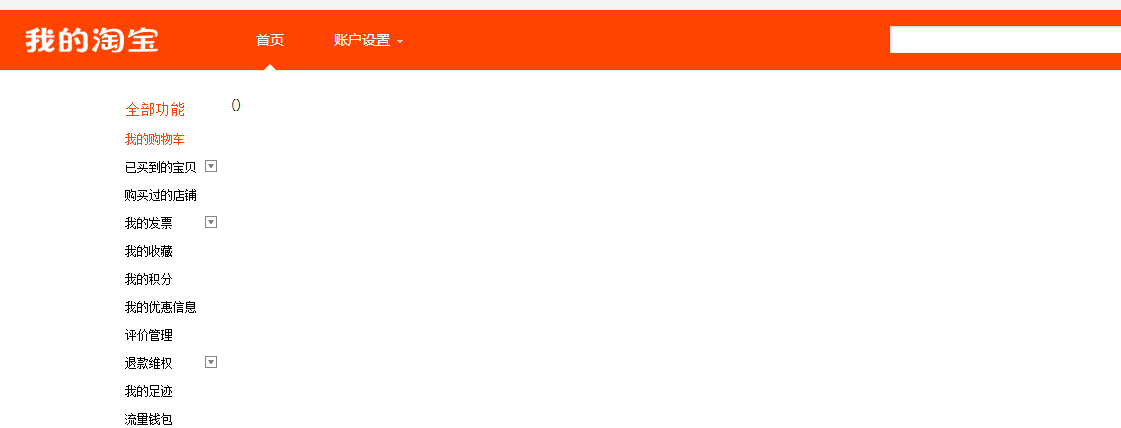 我的淘宝 首页 账户设置
全部功能 ()
我的购物车
已买到的宝贝
购买过的店铺
我的发票
我的收藏
我的积分
我的优惠信息
评价管理
退款维权
我的足迹
流量钱包